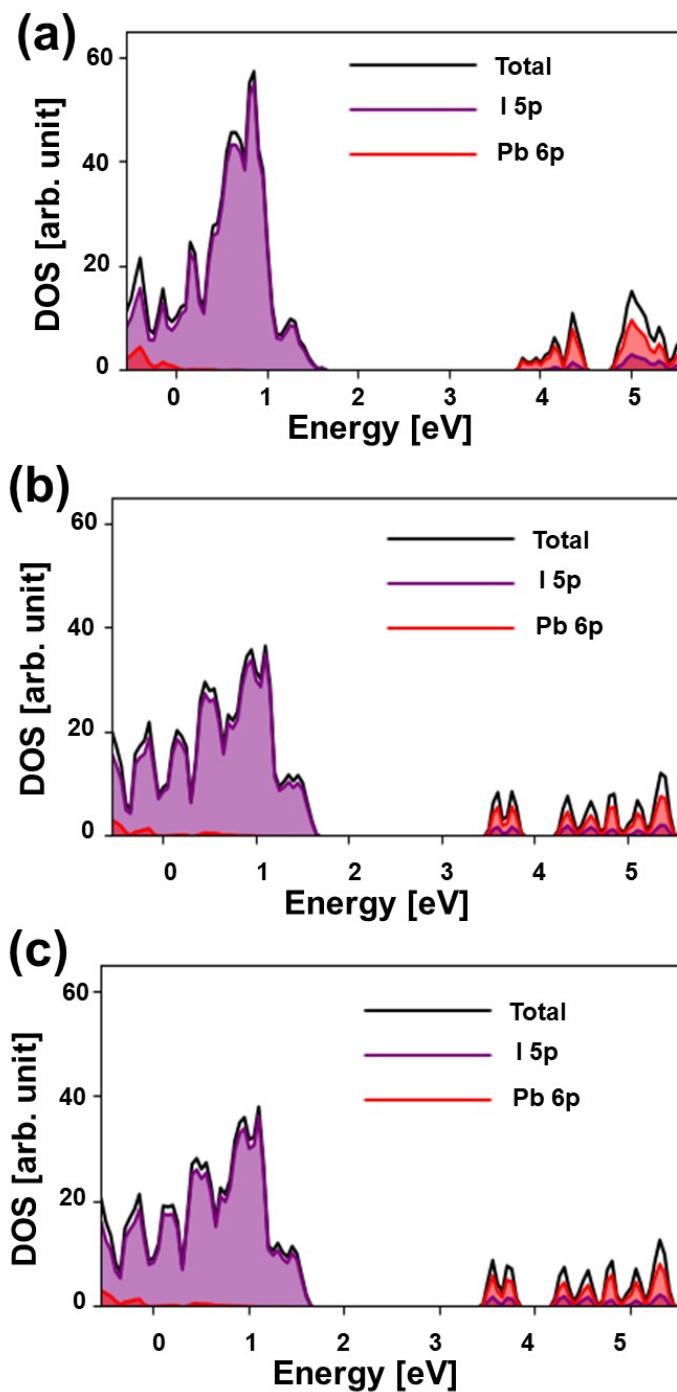 (a)
60
40
20
0
DOS [arb. unit]
Total
I 5p
Pb 6p
0 1 2 3 4 5
Energy [eV]
(b)
60
40
20
0
DOS [arb. unit]
Total
I 5p
Pb 6p
0 1 2 3 4 5
Energy [eV]
(c)
60
40
20
0
DOS [arb. unit]
Total
I 5p
Pb 6p
0 1 2 3 4 5
Energy [eV]